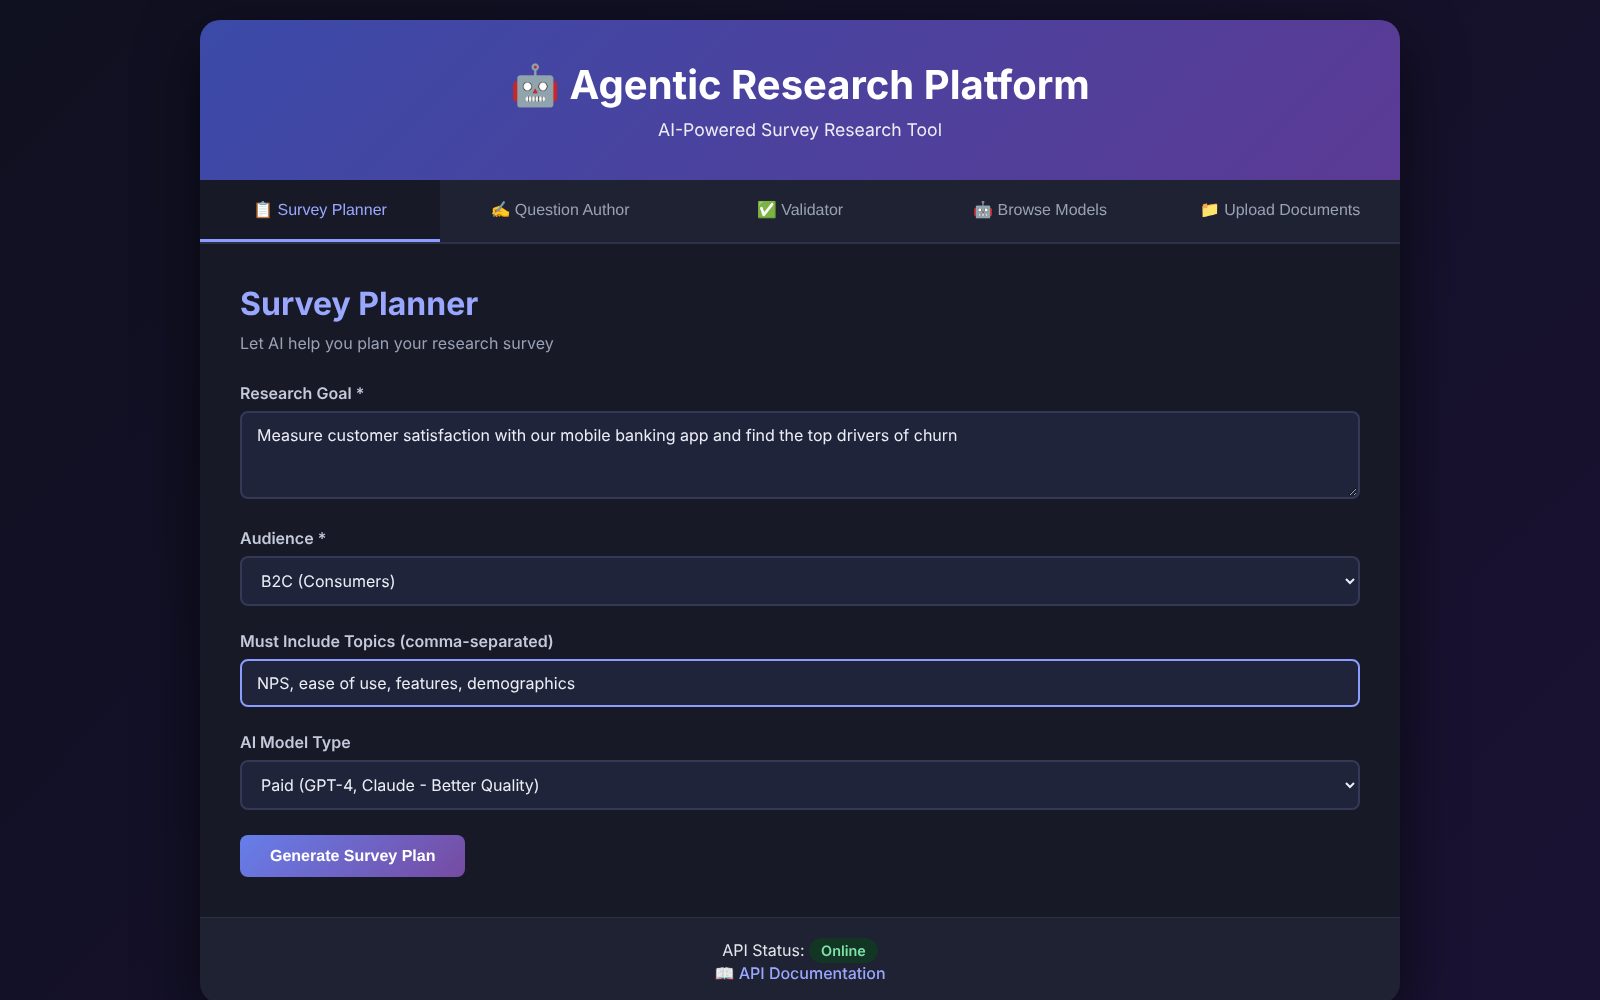 🤖 Agentic Research Platform
AI-Powered Survey Research Tool
📋 Survey Planner
✍️ Question Author
✅ Validator
🤖 Browse Models
📁 Upload Documents
Survey Planner
Let AI help you plan your research survey
Research Goal *
Measure customer satisfaction with our mobile banking app and find the top drivers of churn
Audience *
B2C (Consumers)
Must Include Topics (comma-separated)
NPS, ease of use, features, demographics
AI Model Type
Paid (GPT-4, Claude - Better Quality)
Generate Survey Plan
API Status: Online
📖 API Documentation